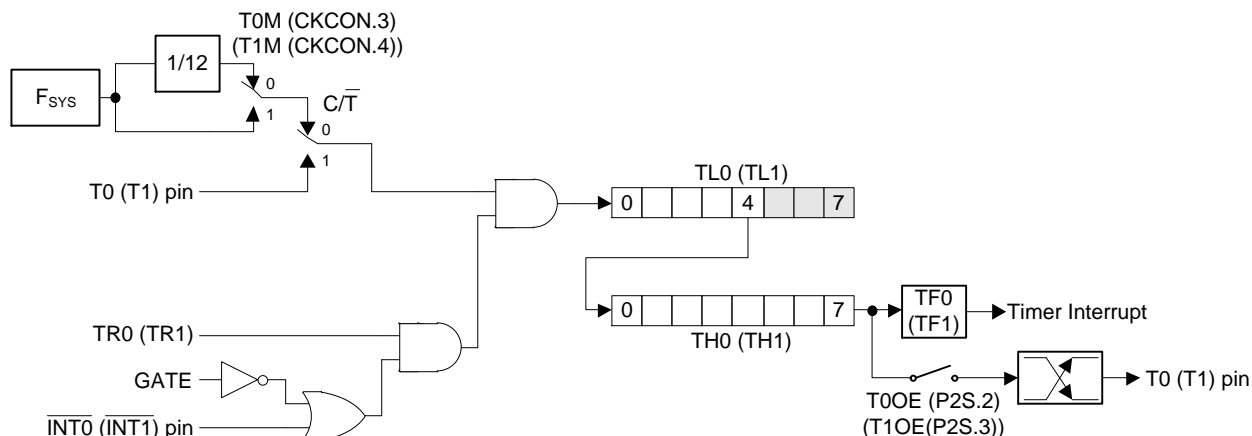 T0M (CKCON.3)
(T1M (CKCON.4))
1/12
0
FSYS
1
C/T̅
0
1
T0 (T1) pin
TL0 (TL1)
0 4 7
0 7
TH0 (TH1)
TF0
(TF1)
Timer Interrupt
TR0 (TR1)
GATE
I̅N̅T̅0̅ (I̅N̅T̅1̅) pin
T0OE (P2S.2)
(T1OE(P2S.3))
T0 (T1) pin